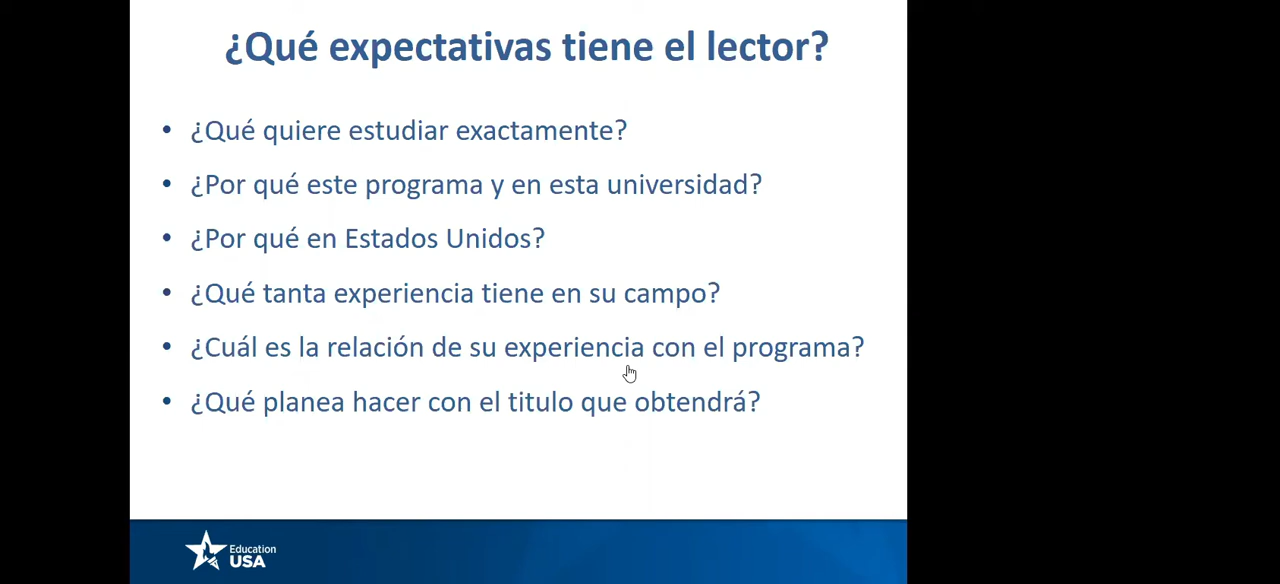 ¿Qué expectativas tiene el lector?
• ¿Qué quiere estudiar exactamente?
• ¿Por qué este programa y en esta universidad?
• ¿Por qué en Estados Unidos?
• ¿Qué tanta experiencia tiene en su campo?
• ¿Cuál es la relación de su experiencia con el programa?
• ¿Qué planea hacer con el titulo que obtendrá?
Education
USA